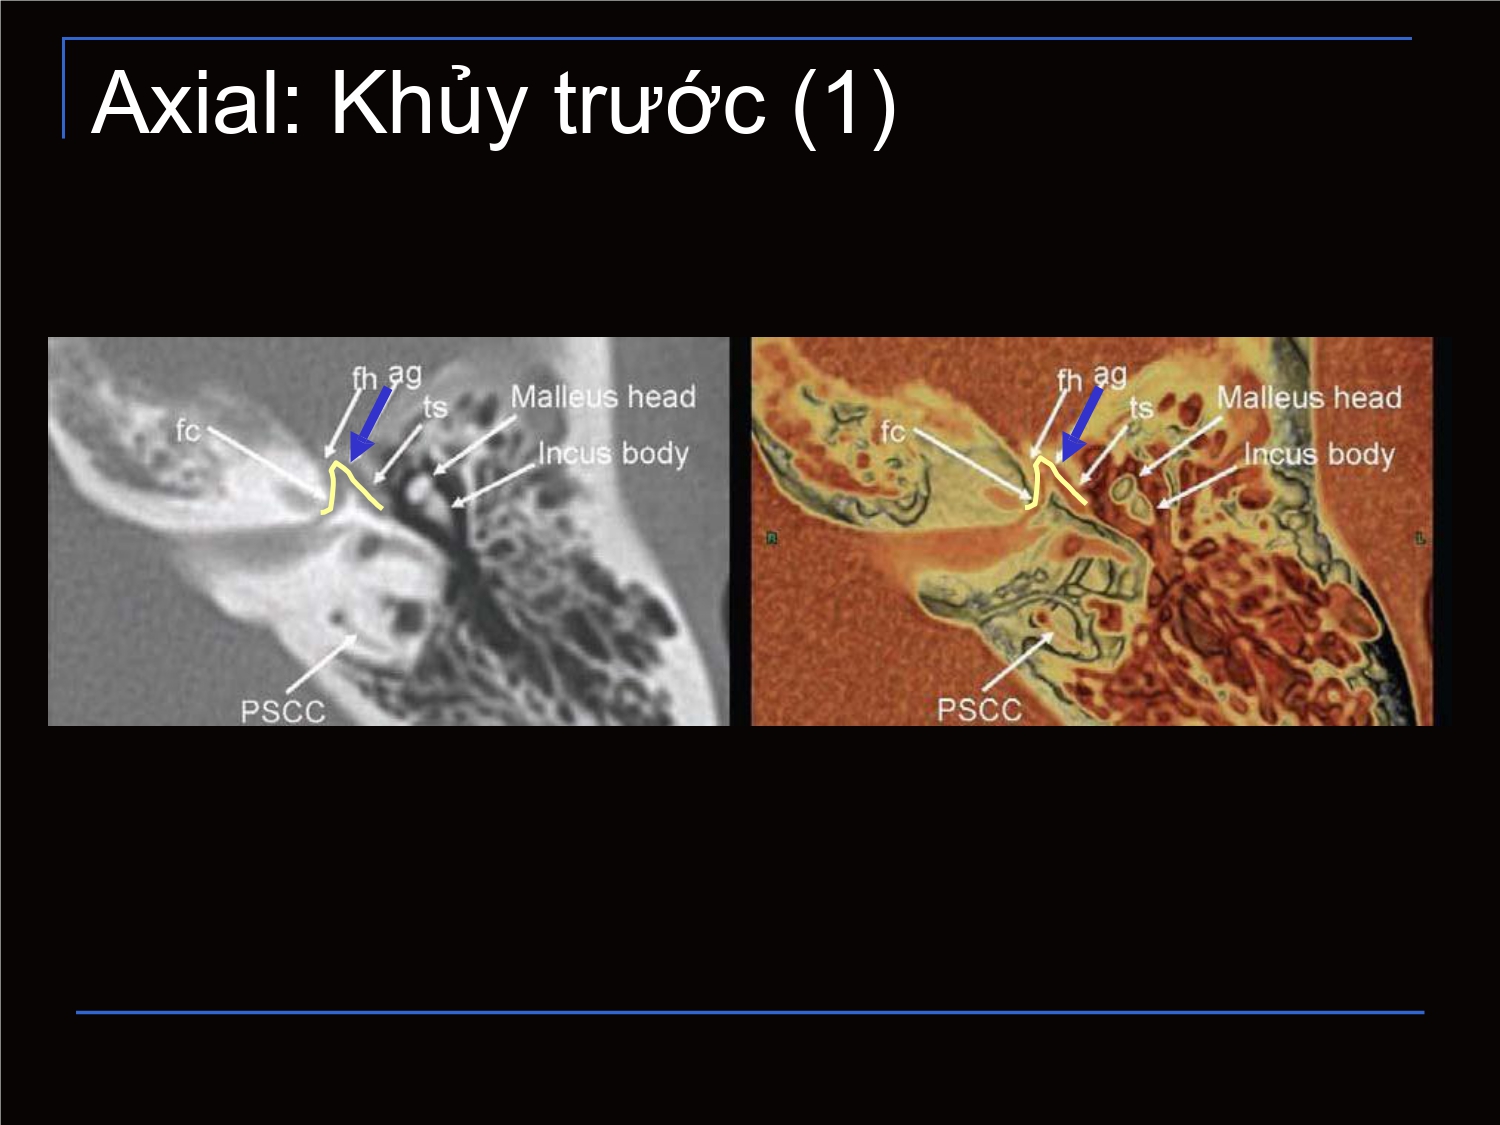 Axial: Khủy trước (1)
fh ag
ts
Malleus head
fc
Incus body
PSCC
fh ag
ts
Malleus head
fc
Incus body
R
L
PSCC